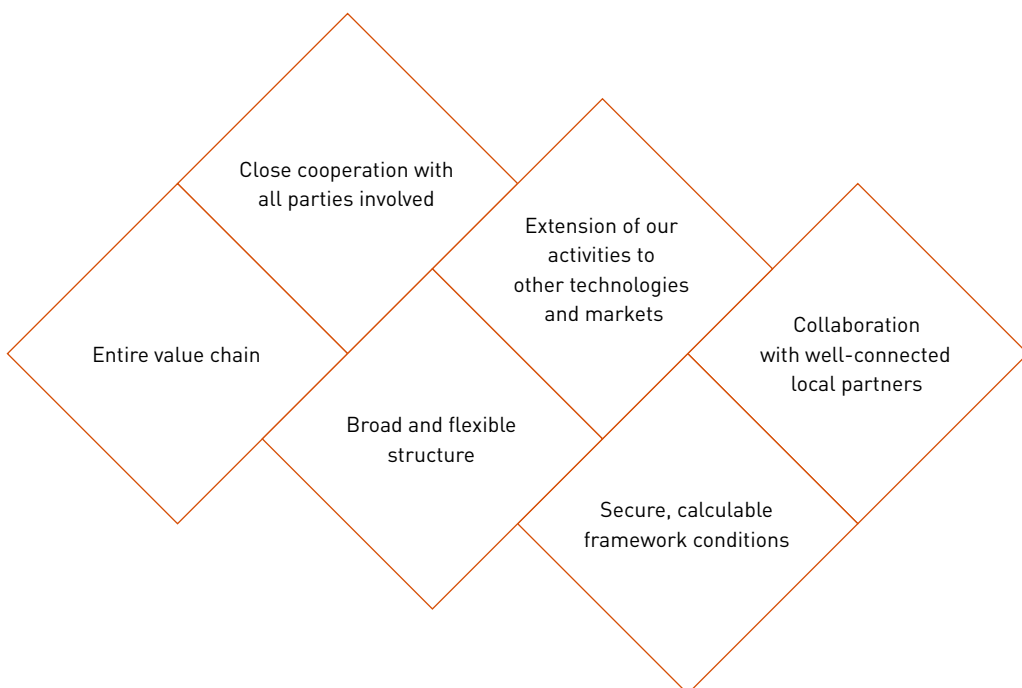 Close cooperation with
all parties involved
Extension of our
activities to
other technologies
and markets
Collaboration
with well-connected
local partners
Entire value chain
Broad and flexible
structure
Secure, calculable
framework conditions